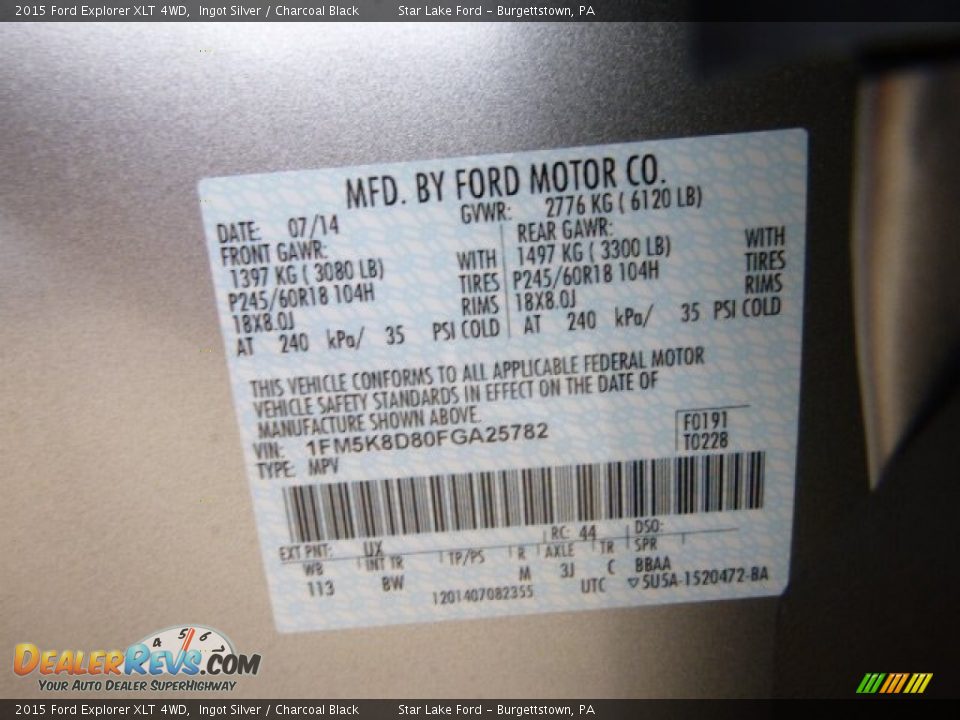 2015 Ford Explorer XLT 4WD, Ingot Silver / Charcoal Black Star Lake Ford - Burgettstown, PA
MFD. BY FORD MOTOR CO.
DATE: 07/14 GVWR: 2776 KG ( 6120 LB)
FRONT GAWR: REAR GAWR:
1397 KG ( 3080 LB) WITH 1497 KG ( 3300 LB) WITH
P245/60R18 104H TIRES P245/60R18 104H TIRES
18X8.0J RIMS 18X8.0J RIMS
AT 240 kPa/ 35 PSI COLD AT 240 kPa/ 35 PSI COLD
THIS VEHICLE CONFORMS TO ALL APPLICABLE FEDERAL MOTOR
VEHICLE SAFETY STANDARDS IN EFFECT ON THE DATE OF
MANUFACTURE SHOWN ABOVE.
VIN: 1FM5K8D80FGA25782 F0191
TYPE: MPV T0228
EXT PNT: UX RC: 44 DSO:
WB INT TR TP/PS R AXLE TR SPR
113 BW M 3J C BBAA
1201407082355 UTC ▽5U5A-1520472-BA
4 5 6
DealerRevs.com
Your Auto Dealer SuperHighway
2015 Ford Explorer XLT 4WD, Ingot Silver / Charcoal Black Star Lake Ford - Burgettstown, PA